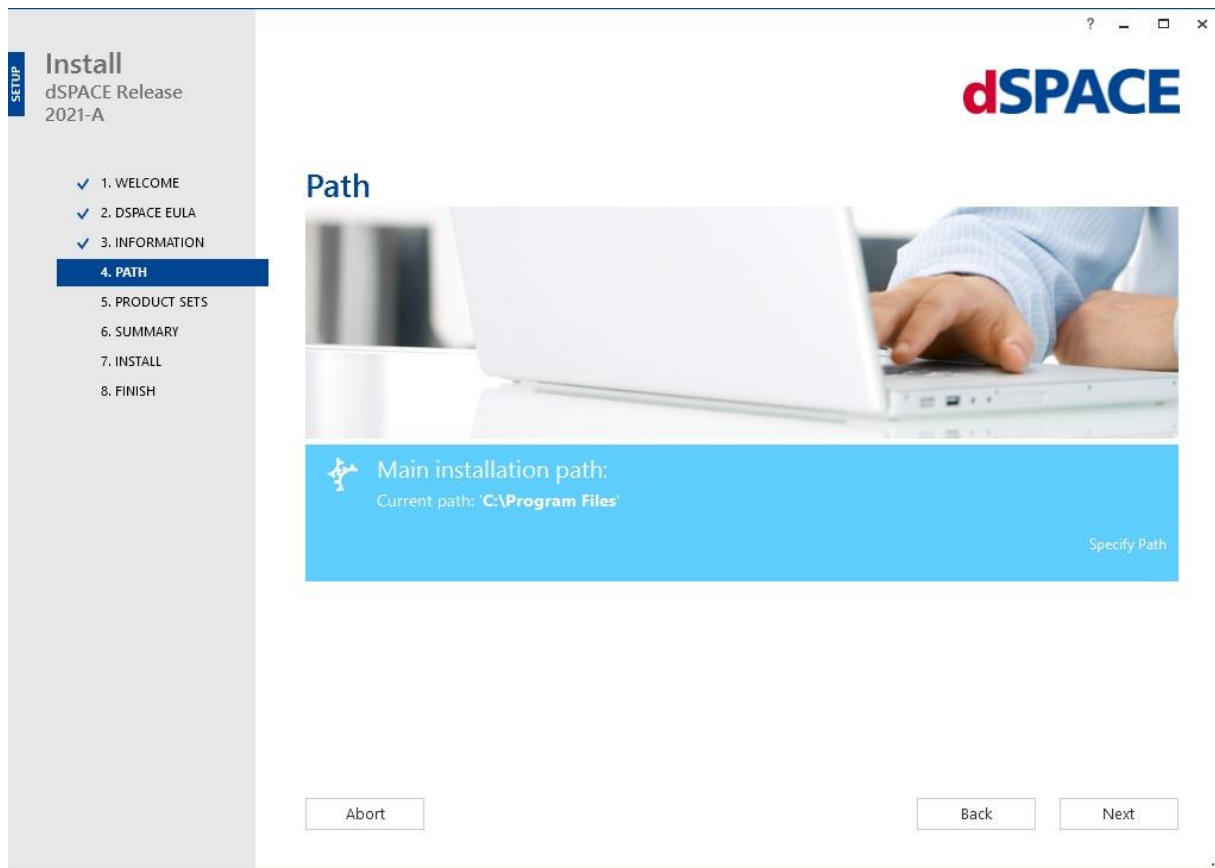 SETUP
Install
dSPACE Release
2021-A
dSPACE
✓ 1. WELCOME
✓ 2. DSPACE EULA
✓ 3. INFORMATION
4. PATH
5. PRODUCT SETS
6. SUMMARY
7. INSTALL
8. FINISH
Path
Main installation path:
Current path: 'C:\Program Files'
Specify Path
Abort
Back
Next